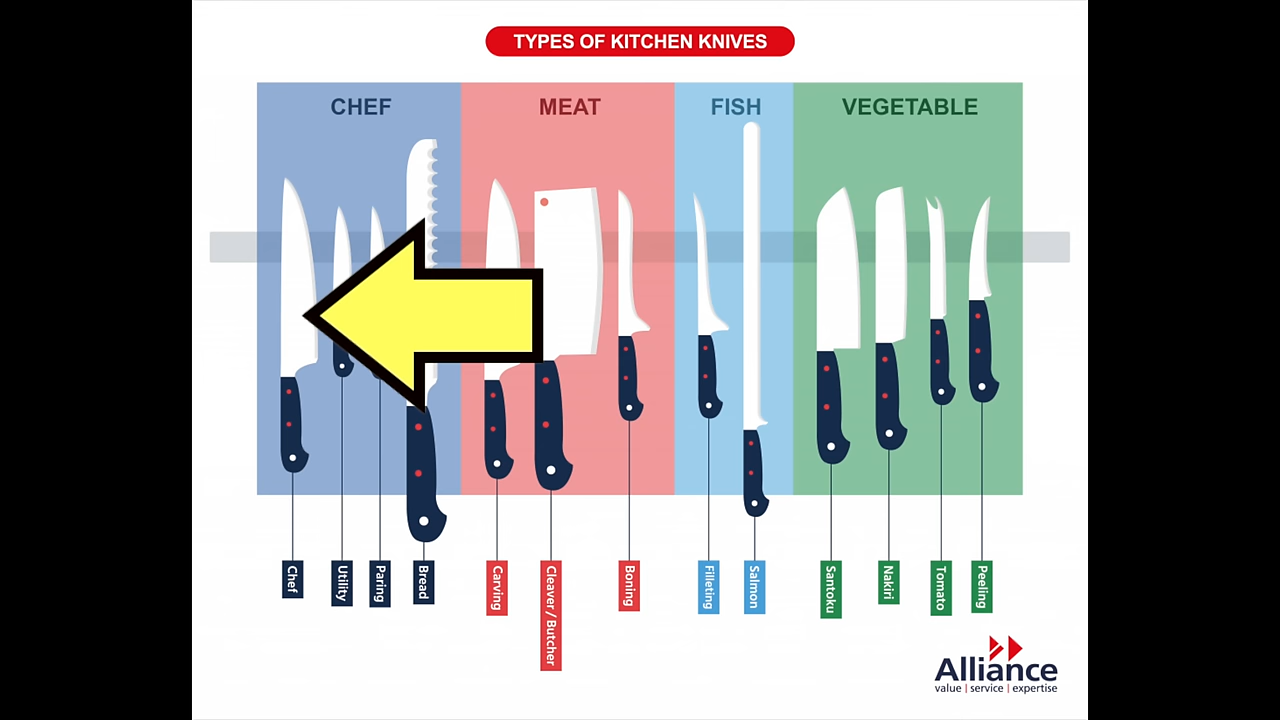 TYPES OF KITCHEN KNIVES
CHEF
MEAT
FISH
VEGETABLE
Chef
Utility
Paring
Bread
Carving
Cleaver / Butcher
Boning
Filleting
Salmon
Santoku
Nakiri
Tomato
Peeling
Alliance
value | service | expertise